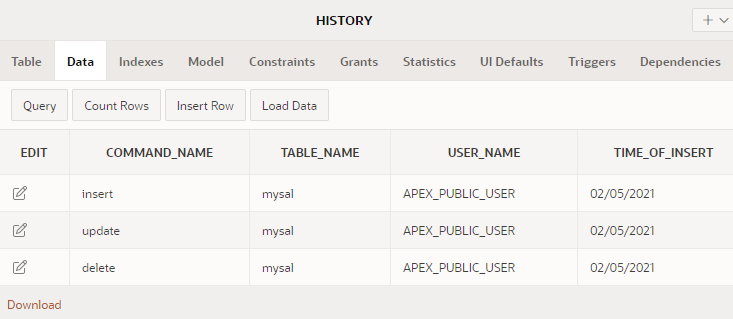 HISTORY
Table Data Indexes Model Constraints Grants Statistics UI Defaults Triggers Dependencies
Query Count Rows Insert Row Load Data
EDIT COMMAND_NAME TABLE_NAME USER_NAME TIME_OF_INSERT
insert mysal APEX_PUBLIC_USER 02/05/2021
update mysal APEX_PUBLIC_USER 02/05/2021
delete mysal APEX_PUBLIC_USER 02/05/2021
Download